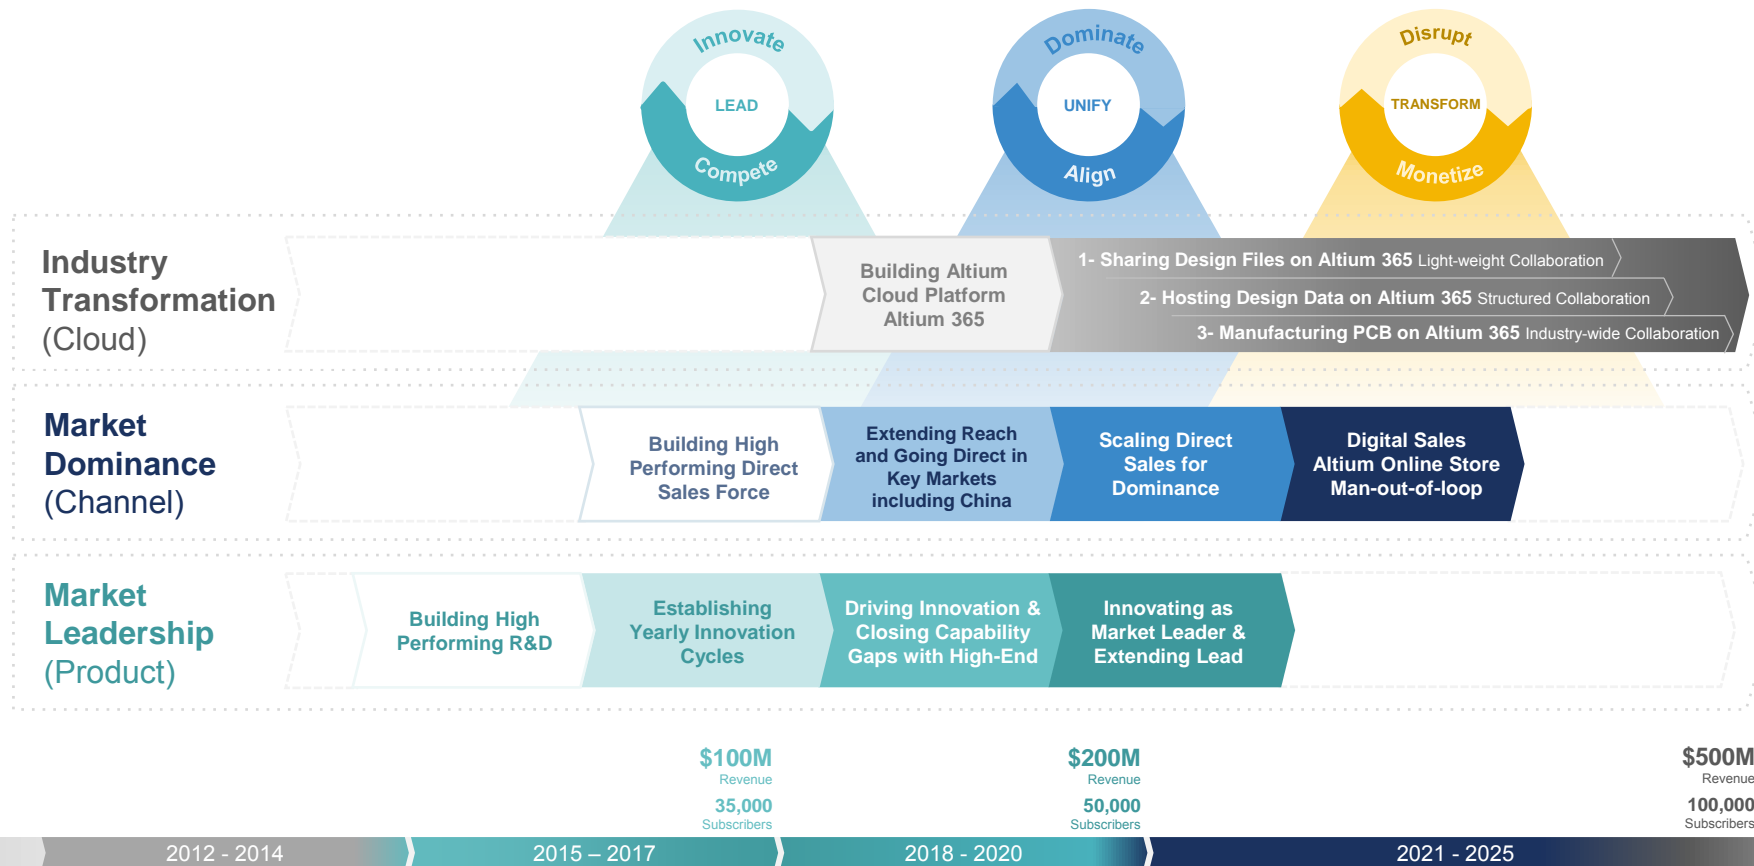 Innovate
LEAD
Compete
Dominate
UNIFY
Align
Disrupt
TRANSFORM
Monetize
Industry
Transformation
(Cloud)
Building Altium
Cloud Platform
Altium 365
1- Sharing Design Files on Altium 365 Light-weight Collaboration
2- Hosting Design Data on Altium 365 Structured Collaboration
3- Manufacturing PCB on Altium 365 Industry-wide Collaboration
Market
Dominance
(Channel)
Building High
Performing Direct
Sales Force
Extending Reach
and Going Direct in
Key Markets
including China
Scaling Direct
Sales for
Dominance
Digital Sales
Altium Online Store
Man-out-of-loop
Market
Leadership
(Product)
Building High
Performing R&D
Establishing
Yearly Innovation
Cycles
Driving Innovation &
Closing Capability
Gaps with High-End
Innovating as
Market Leader &
Extending Lead
$100M
Revenue
35,000
Subscribers
$200M
Revenue
50,000
Subscribers
$500M
Revenue
100,000
Subscribers
2012 - 2014
2015 – 2017
2018 - 2020
2021 - 2025